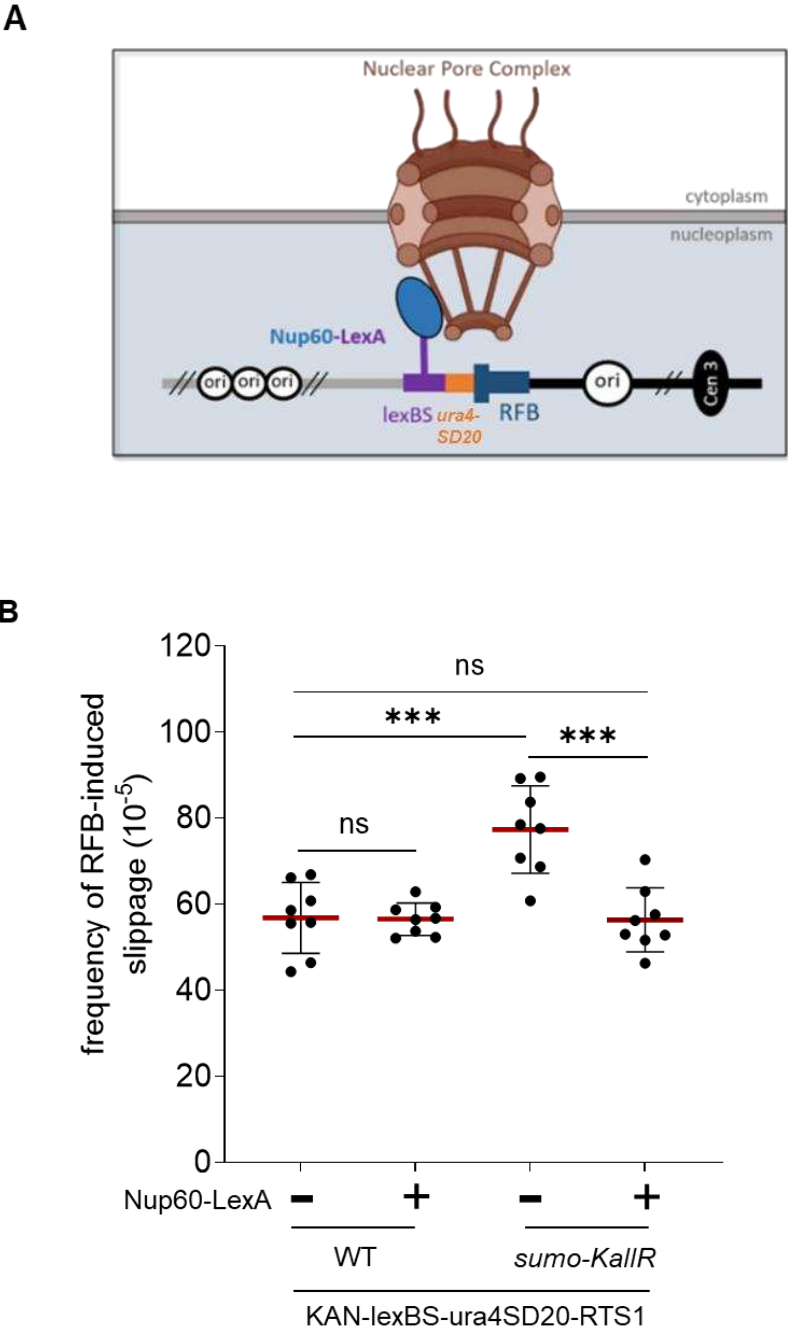 A
Nuclear Pore Complex
cytoplasm
nucleoplasm
Nup60-LexA
ori ori ori
ori
Cen 3
lexBS ura4- RFB
SD20
B
frequency of RFB-induced
slippage (10-5)
120
100
80
60
40
20
0
ns
***
***
ns
Nup60-LexA - + - +
WT sumo-KallR
KAN-lexBS-ura4SD20-RTS1